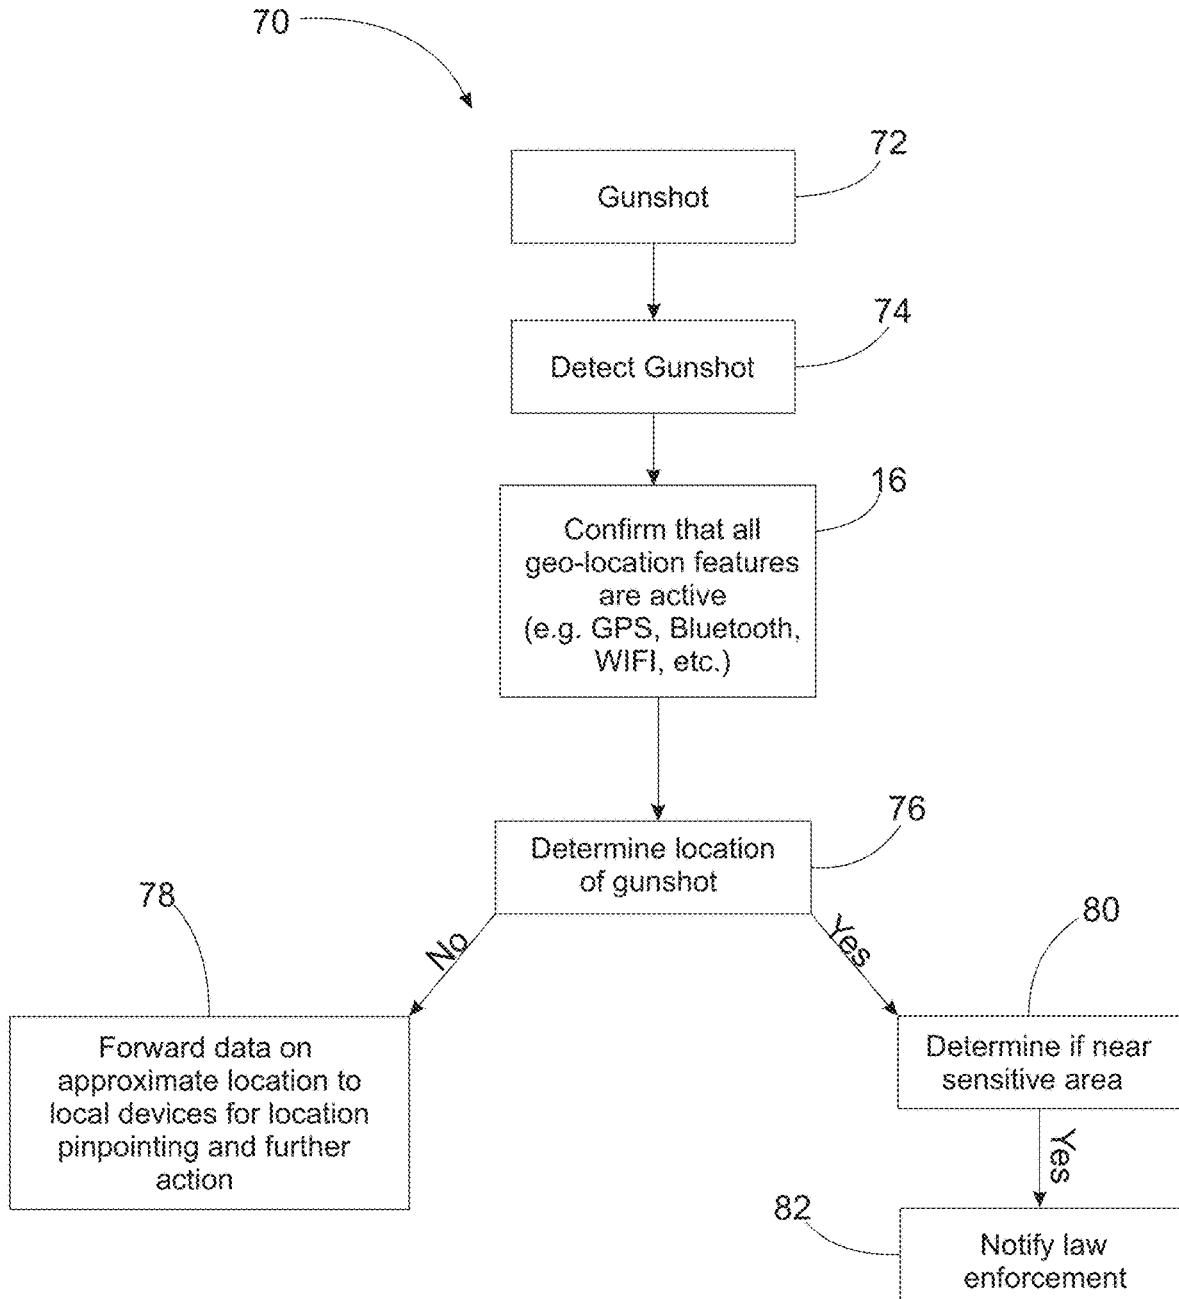 70
72
Gunshot
74
Detect Gunshot
16
Confirm that all
geo-location features
are active
(e.g. GPS, Bluetooth,
WIFI, etc.)
76
Determine location
of gunshot
No
Yes
78
Forward data on
approximate location to
local devices for location
pinpointing and further
action
80
Determine if near
sensitive area
Yes
82
Notify law
enforcement